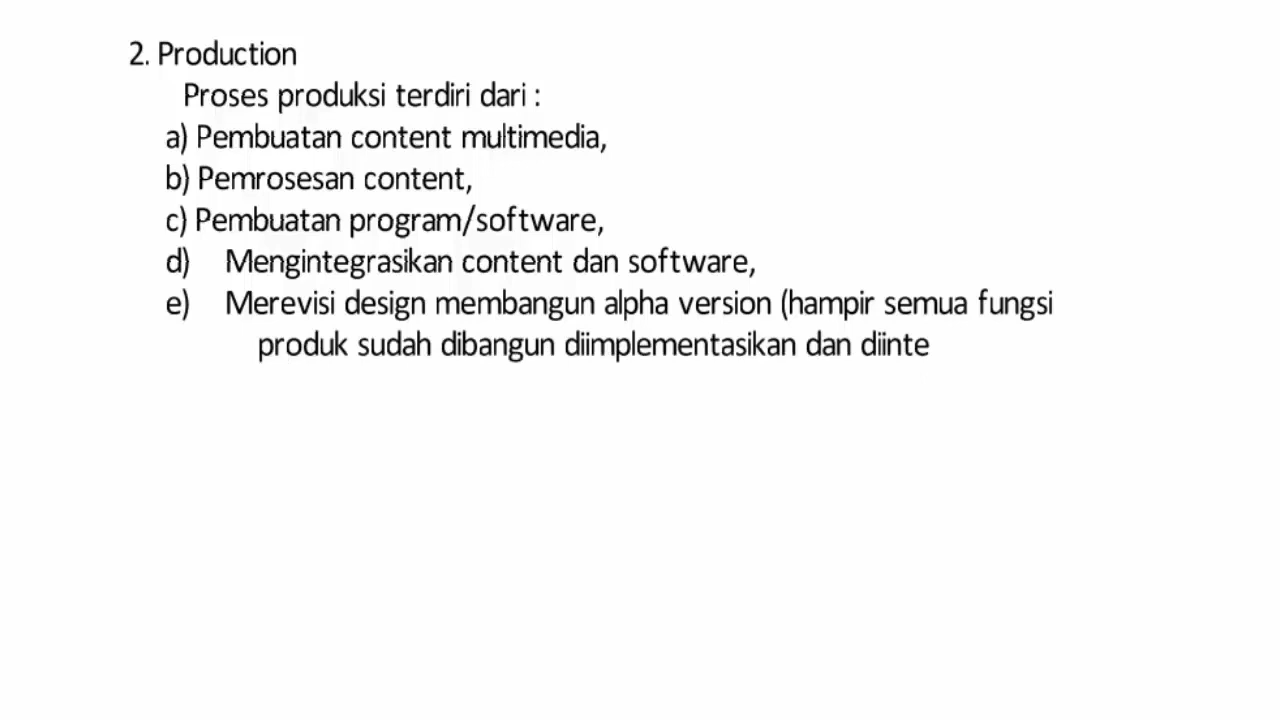 2. Production
Proses produksi terdiri dari :
a) Pembuatan content multimedia,
b) Pemrosesan content,
c) Pembuatan program/software,
d) Mengintegrasikan content dan software,
e) Merevisi design membangun alpha version (hampir semua fungsi
produk sudah dibangun diimplementasikan dan diinte